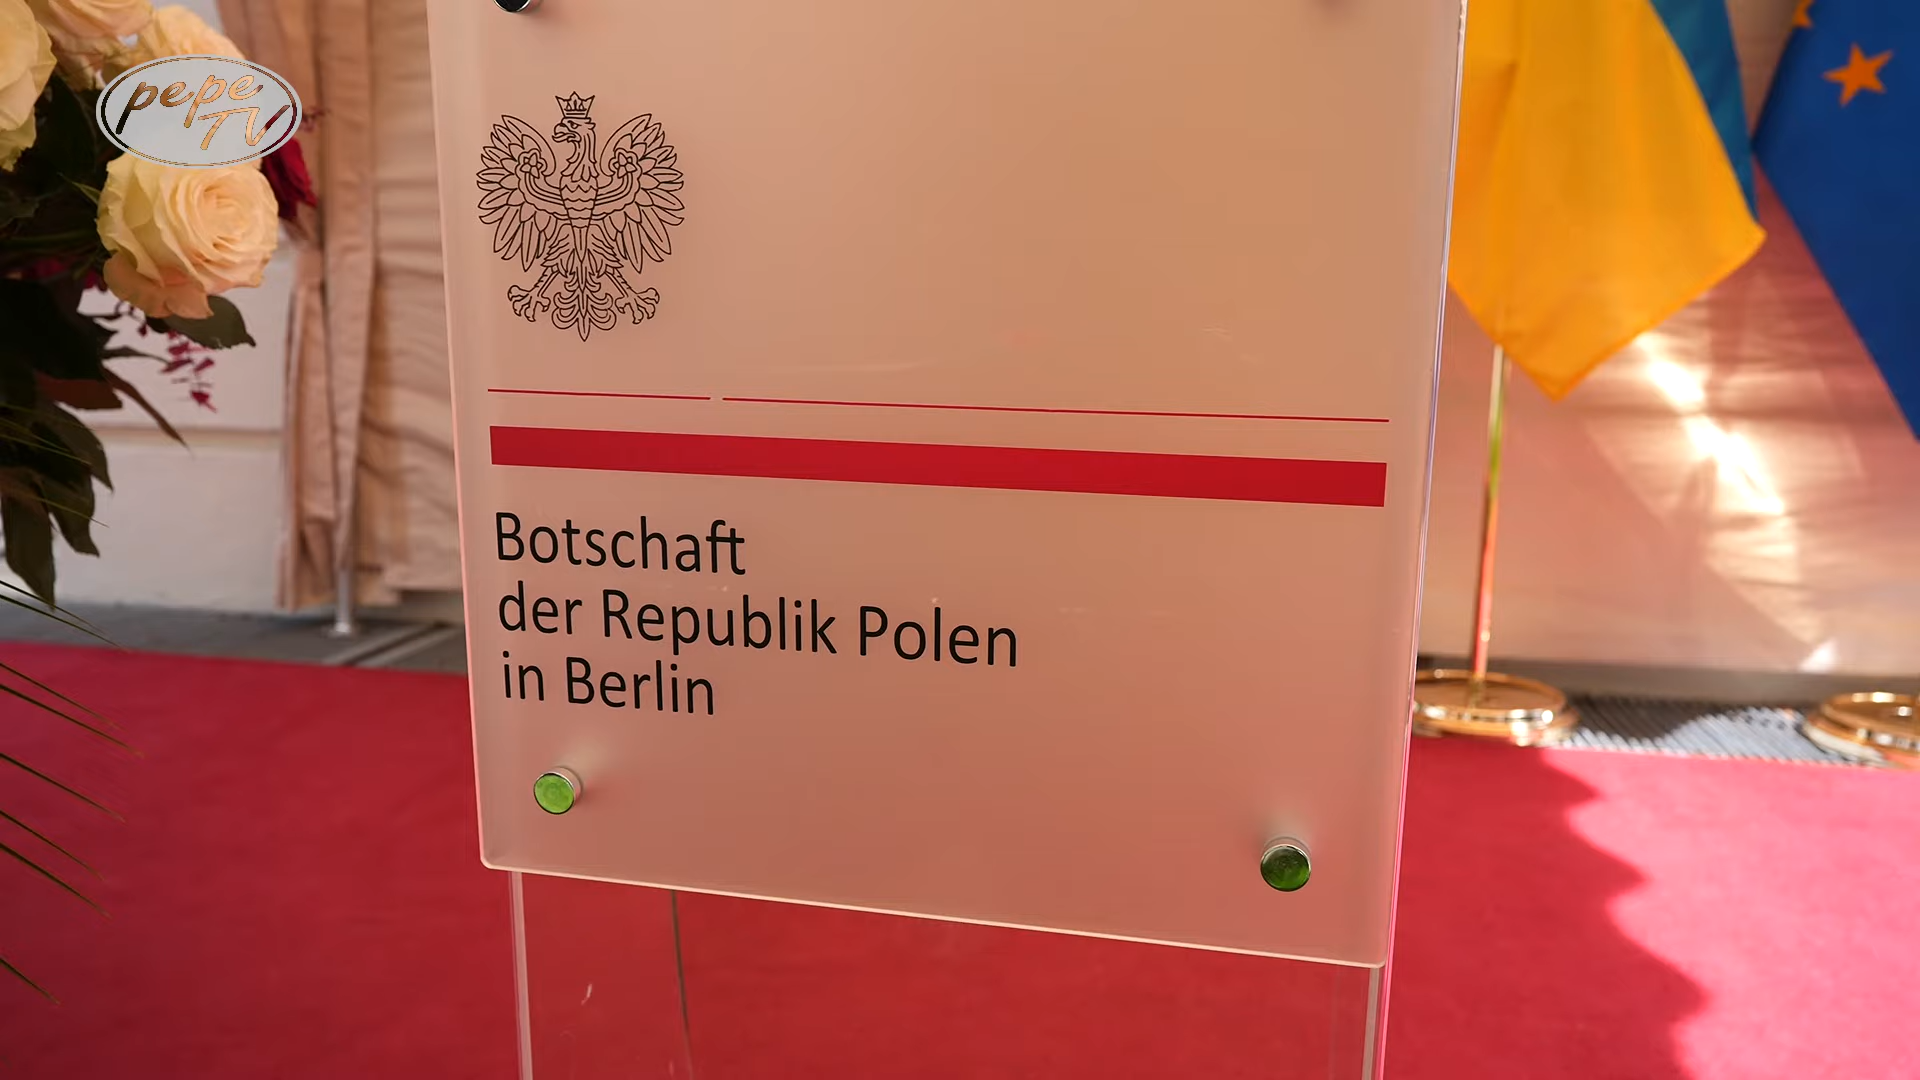 pepe
TV
Botschaft
der Republik Polen
in Berlin